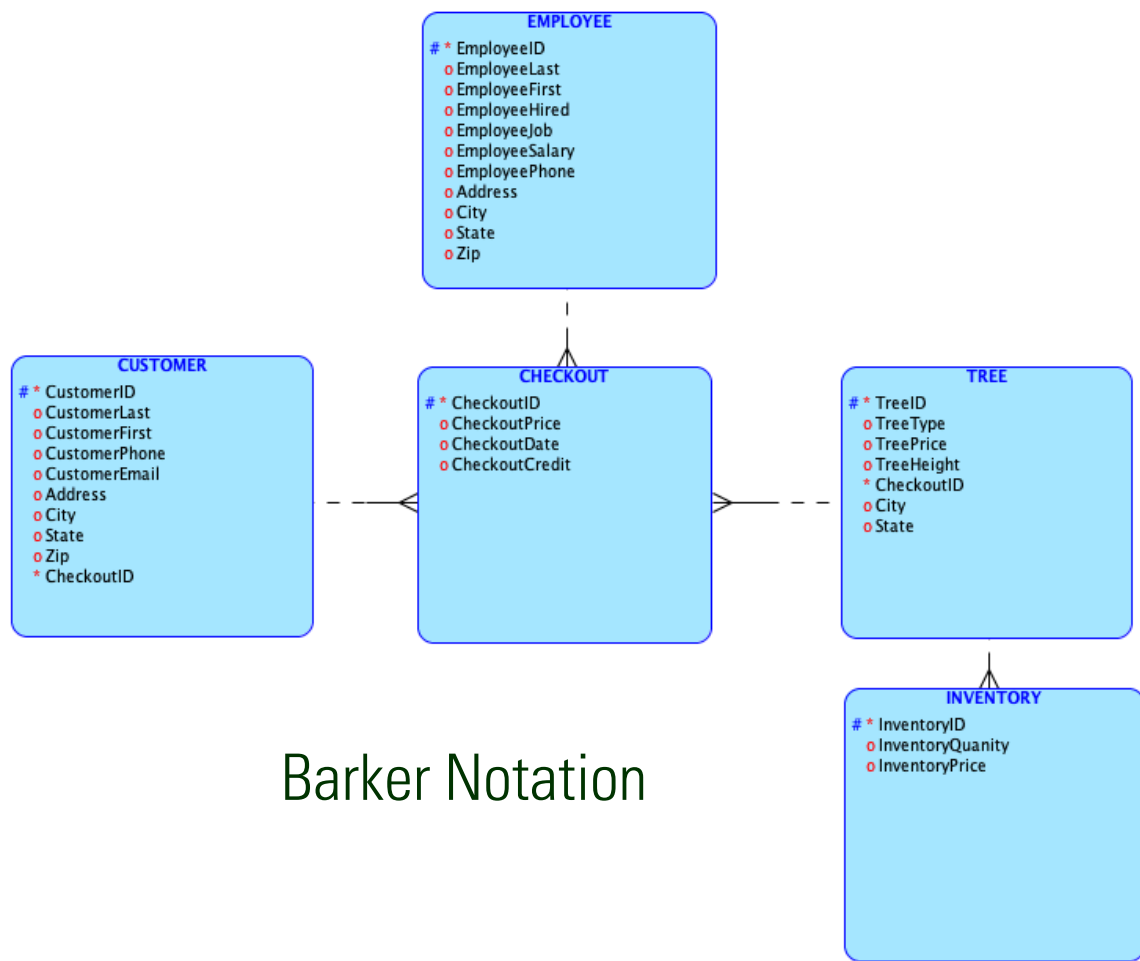 EMPLOYEE
# * EmployeeID
o EmployeeLast
o EmployeeFirst
o EmployeeHired
o EmployeeJob
o EmployeeSalary
o EmployeePhone
o Address
o City
o State
o Zip
CUSTOMER
# * CustomerID
o CustomerLast
o CustomerFirst
o CustomerPhone
o CustomerEmail
o Address
o City
o State
o Zip
* CheckoutID
CHECKOUT
# * CheckoutID
o CheckoutPrice
o CheckoutDate
o CheckoutCredit
TREE
# * TreeID
o TreeType
o TreePrice
o TreeHeight
* CheckoutID
o City
o State
INVENTORY
# * InventoryID
o InventoryQuanity
o InventoryPrice
Barker Notation